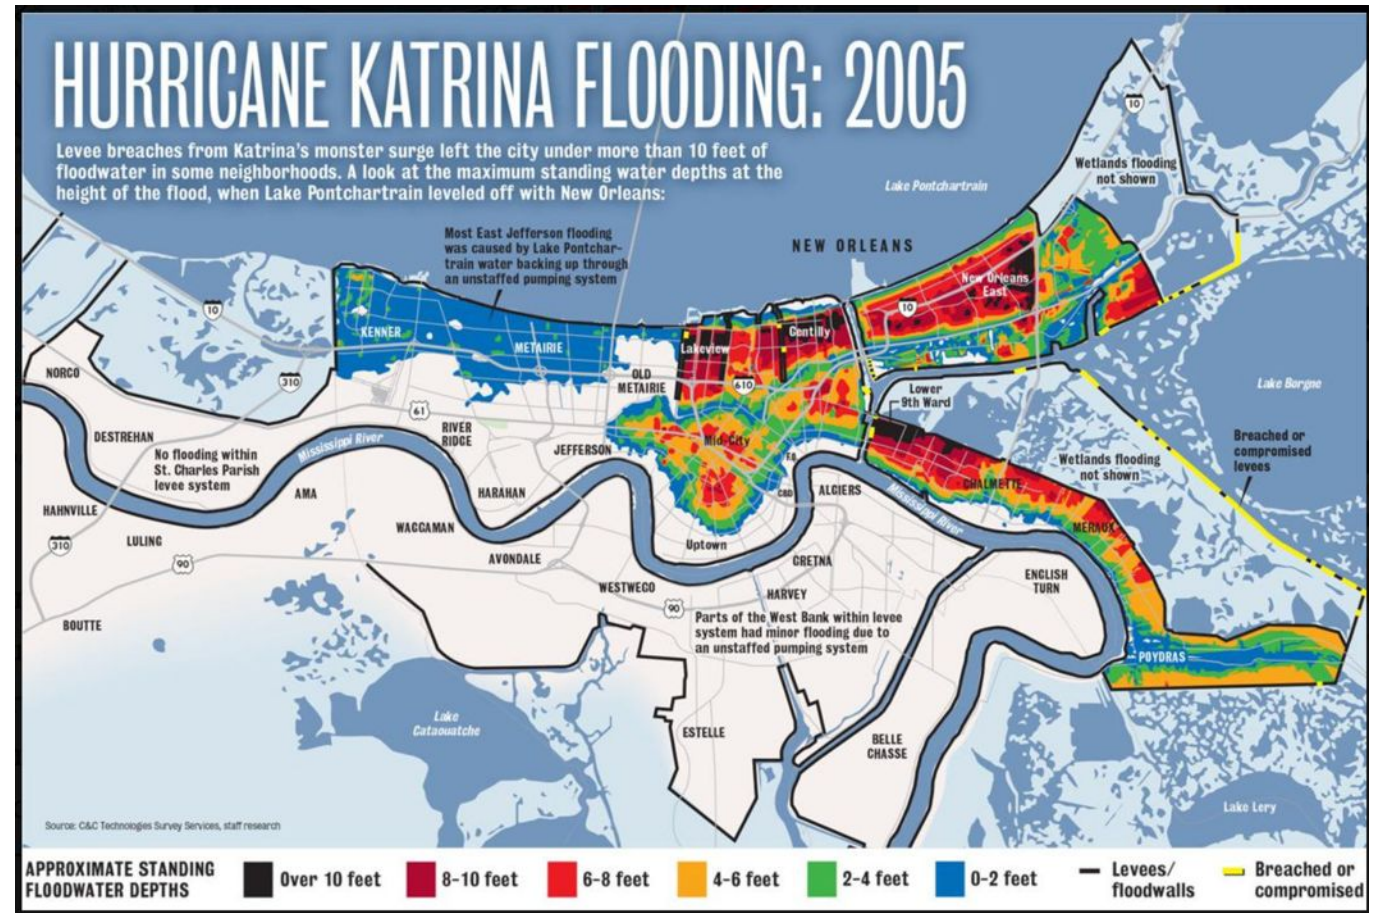 HURRICANE KATRINA FLOODING: 2005
Levee breaches from Katrina's monster surge left the city under more than 10 feet of
floodwater in some neighborhoods. A look at the maximum standing water depths at the
height of the flood, when Lake Pontchartrain leveled off with New Orleans:
10
Wetlands flooding
not shown
Lake Pontchartrain
Most East Jefferson flooding
was caused by Lake Pontchar-
train water backing up through
an unstaffed pumping system
NEW ORLEANS
New Orleans
East
10
10
KENNER
METAIRIE
Lakeview
Gentilly
OLD
METAIRIE
610
310
NORCO
Lower
9th Ward
Lake Borgne
61
RIVER
RIDGE
DESTREHAN
Mississippi River
JEFFERSON
Mid-City
F.Q.
No flooding within
St. Charles Parish
levee system
Breached or
compromised
levees
Wetlands flooding
not shown
AMA
HARAHAN
CBD
ALGIERS
Mississippi River
CHALMETTE
HAHNVILLE
WAGGAMAN
MERAUX
310
LULING
90
AVONDALE
Uptown
GRETNA
ENGLISH
TURN
WESTWEGO
HARVEY
90
Parts of the West Bank within levee
system had minor flooding due to
an unstaffed pumping system
BOUTTE
POYDRAS
Lake
Cataouatche
ESTELLE
BELLE
CHASSE
Lake Lery
Source: C&C Technologies Survey Services, staff research
APPROXIMATE STANDING
FLOODWATER DEPTHS
Over 10 feet
8-10 feet
6-8 feet
4-6 feet
2-4 feet
0-2 feet
Levees/
floodwalls
Breached or
compromised